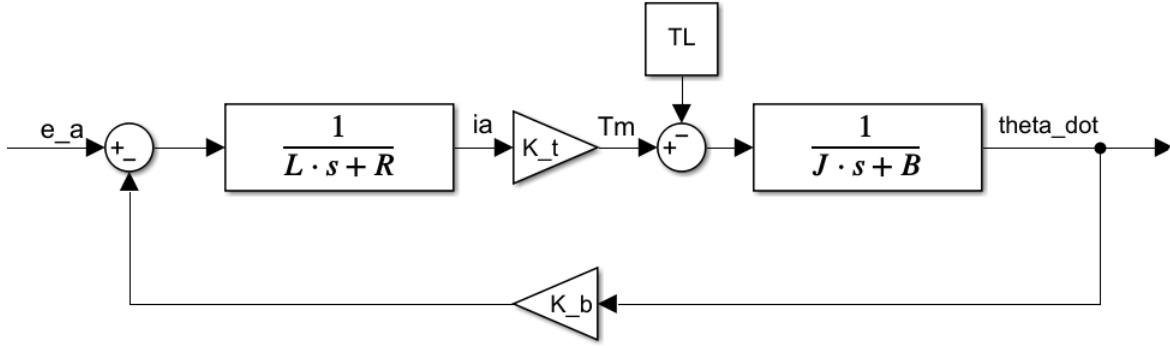 TL
e_a
+
_
1
L · s + R
ia
K_t
Tm
+
−
1
J · s + B
theta_dot
K_b